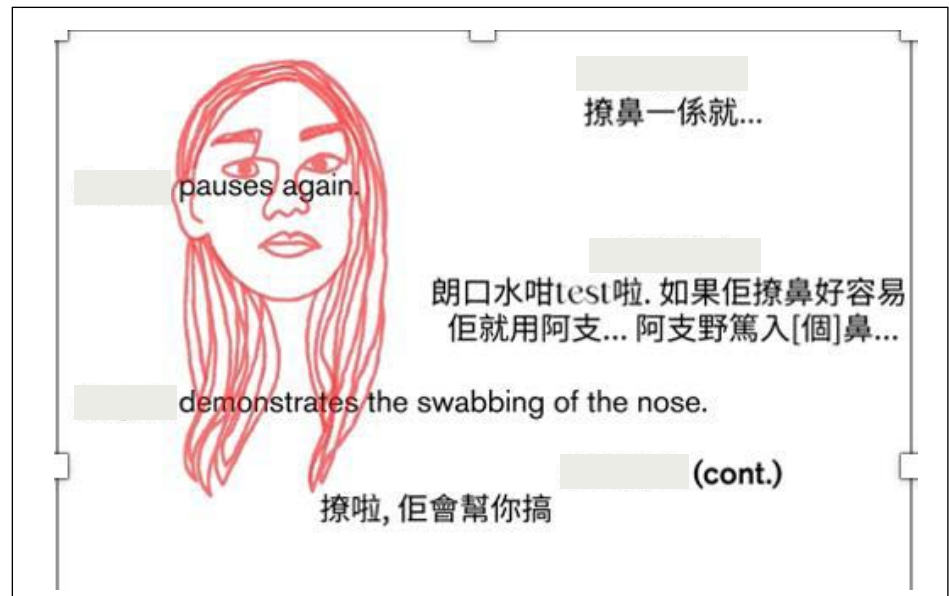 撩鼻一係就...
pauses again.
朗口水咁test啦. 如果佢撩鼻好容易
佢就用阿支... 阿支野篤入[個]鼻...
demonstrates the swabbing of the nose.
(cont.)
撩啦, 佢會幫你搞